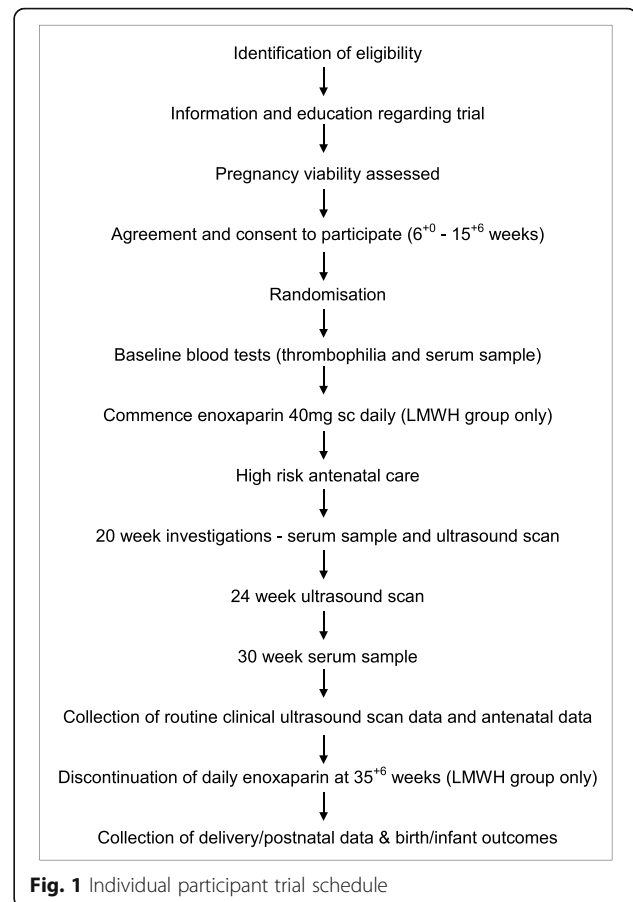 Identification of eligibility
Information and education regarding trial
Pregnancy viability assessed
Agreement and consent to participate (6⁺⁰ - 15⁺⁶ weeks)
Randomisation
Baseline blood tests (thrombophilia and serum sample)
Commence enoxaparin 40mg sc daily (LMWH group only)
High risk antenatal care
20 week investigations - serum sample and ultrasound scan
24 week ultrasound scan
30 week serum sample
Collection of routine clinical ultrasound scan data and antenatal data
Discontinuation of daily enoxaparin at 35⁺⁶ weeks (LMWH group only)
Collection of delivery/postnatal data & birth/infant outcomes
Fig. 1 Individual participant trial schedule